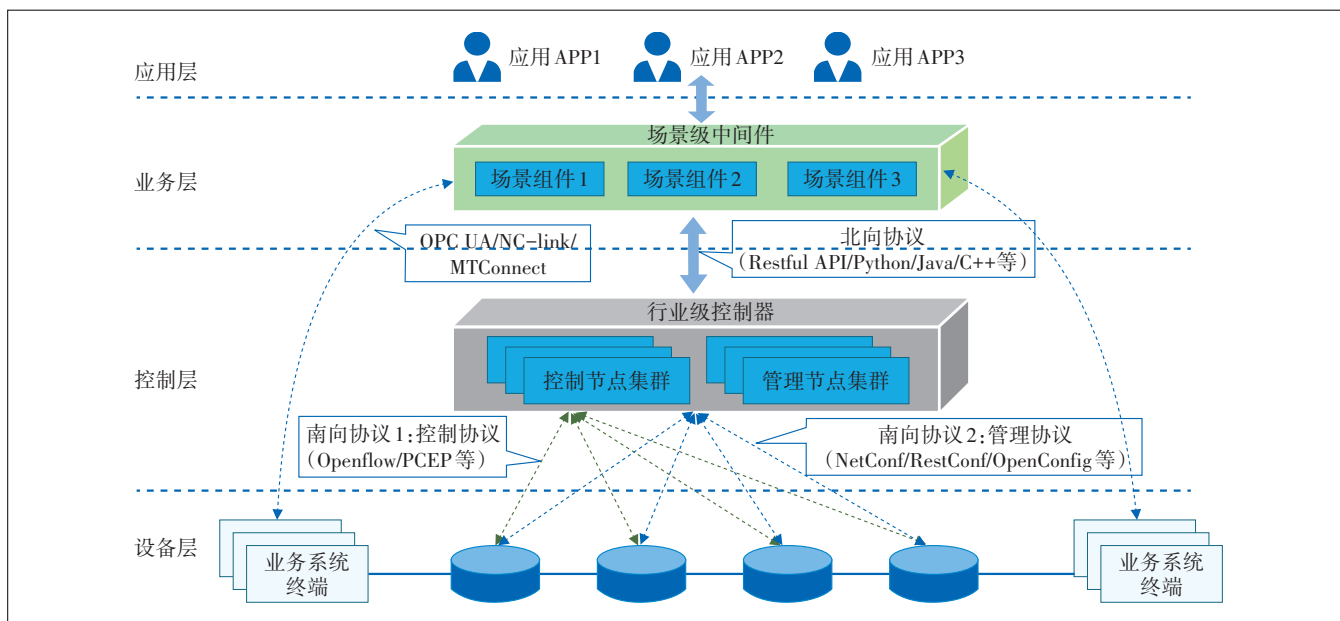 应用层
应用APP1
应用APP2
应用APP3
场景级中间件
业务层
场景组件1
场景组件2
场景组件3
OPC UA/NC-link/
MTConnect
北向协议
(Restful API/Python/Java/C++等)
行业级控制器
控制层
控制节点集群
管理节点集群
南向协议1:控制协议
(Openflow/PCEP等)
南向协议2:管理协议
(NetConf/RestConf/OpenConfig等)
设备层
业务系统
终端
业务系统
终端